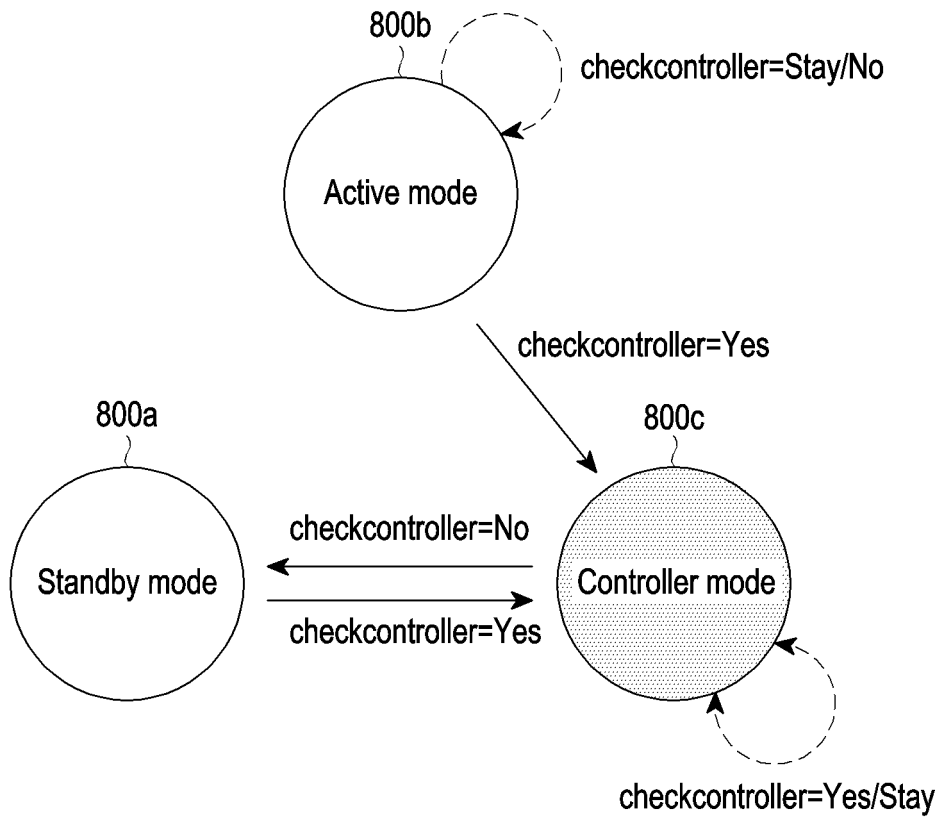 800b
checkcontroller=Stay/No
Active mode
checkcontroller=Yes
800a
800c
checkcontroller=No
Standby mode
Controller mode
checkcontroller=Yes
checkcontroller=Yes/Stay